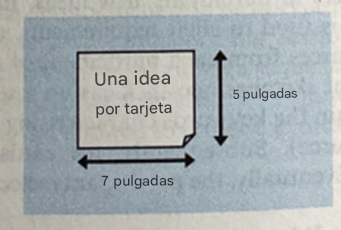 Una idea
por tarjeta
5 pulgadas
7 pulgadas